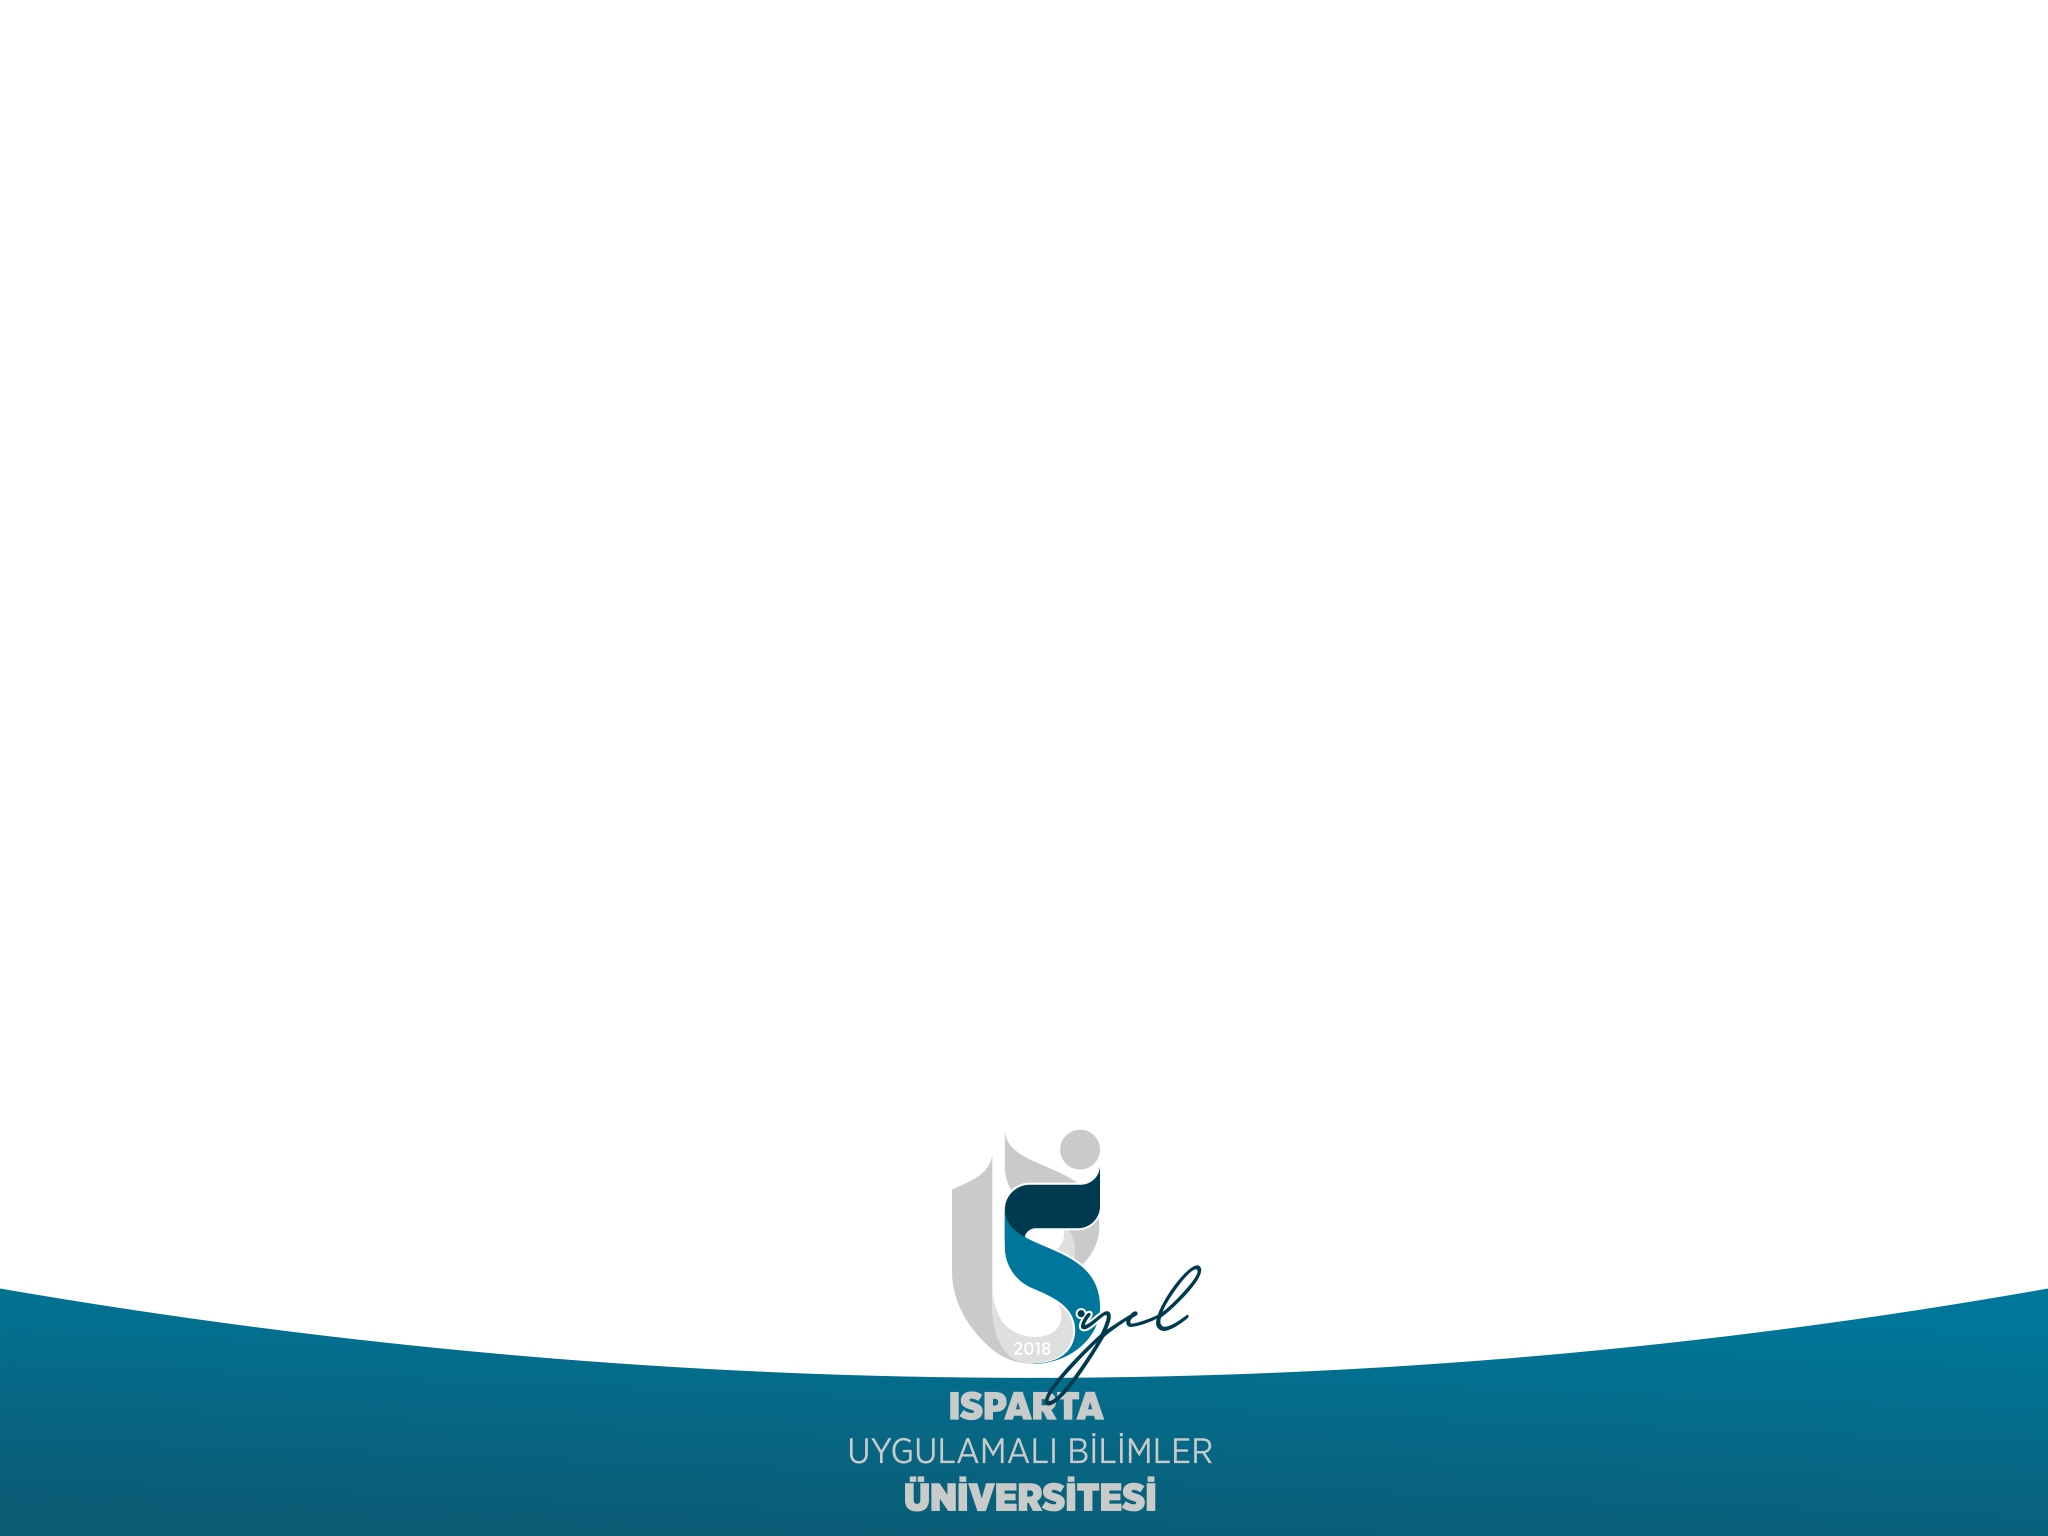 yıl
2018
ISPARTA
UYGULAMALI BİLİMLER
ÜNİVERSİTESİ